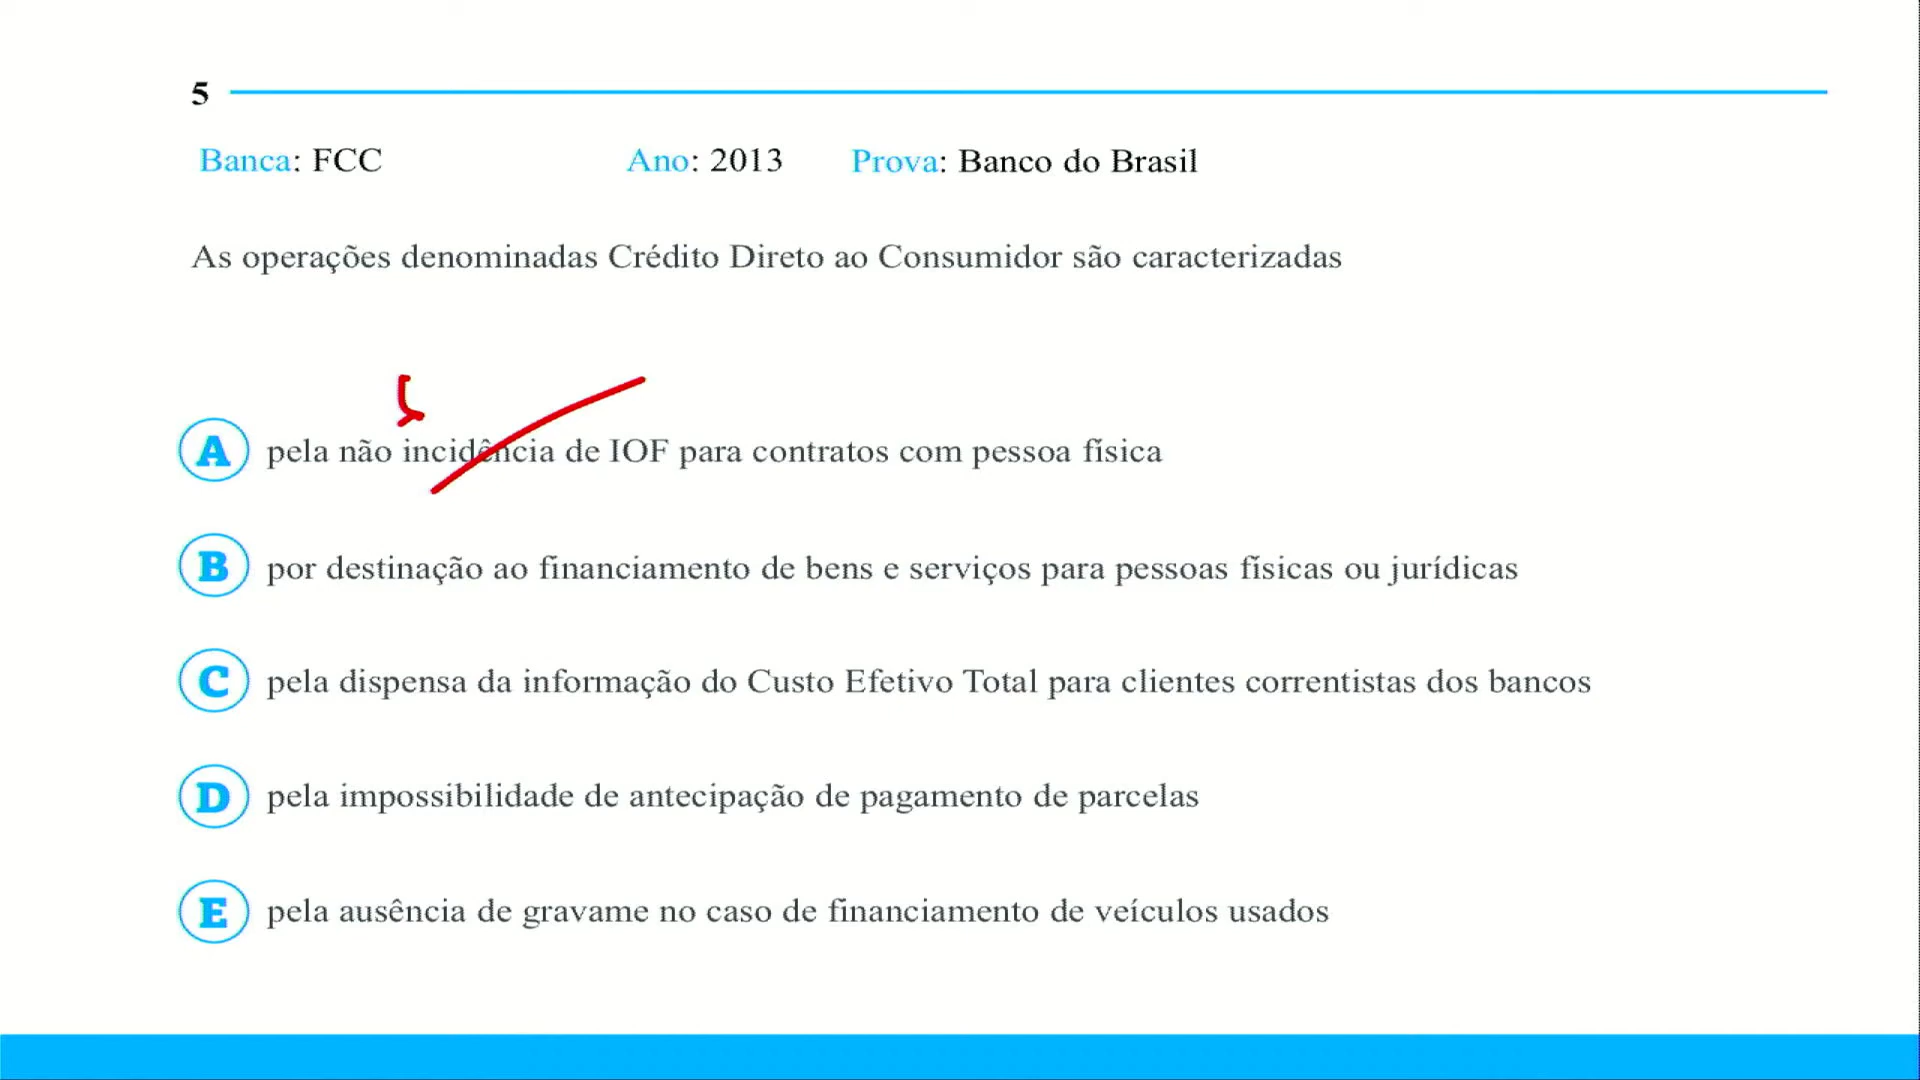 5
Banca: FCC Ano: 2013 Prova: Banco do Brasil
As operações denominadas Crédito Direto ao Consumidor são caracterizadas
A pela não incidência de IOF para contratos com pessoa física
B por destinação ao financiamento de bens e serviços para pessoas físicas ou jurídicas
C pela dispensa da informação do Custo Efetivo Total para clientes correntistas dos bancos
D pela impossibilidade de antecipação de pagamento de parcelas
E pela ausência de gravame no caso de financiamento de veículos usados